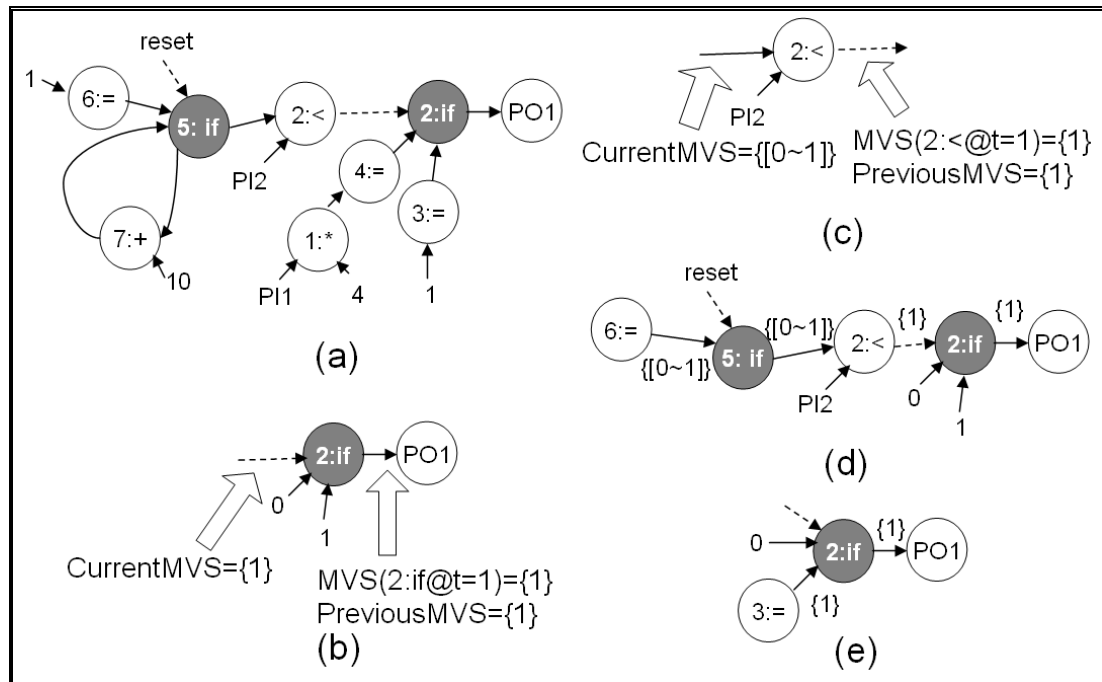 reset
1
6:=
5: if
2:<
2:if
PO1
PI2
4:=
7:+
1:*
3:=
10
PI1
4
1
(a)
2:<
PI2
CurrentMVS={[0~1]}
MVS(2:<@t=1)={1}
PreviousMVS={1}
(c)
2:if
PO1
0
1
CurrentMVS={1}
MVS(2:if@t=1)={1}
PreviousMVS={1}
(b)
reset
6:=
{[0~1]}
5: if
{[0~1]}
2:<
{1}
2:if
{1}
PO1
PI2
0
1
(d)
0
2:if
{1}
PO1
3:=
{1}
(e)